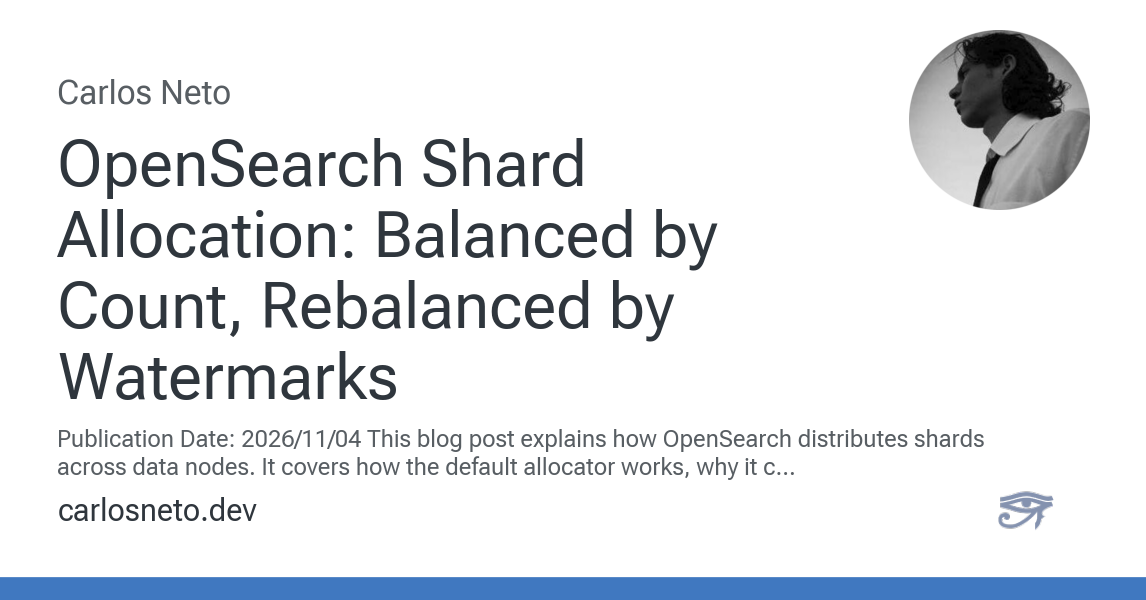 Carlos Neto
OpenSearch Shard
Allocation: Balanced by
Count, Rebalanced by
Watermarks
Publication Date: 2026/11/04 This blog post explains how OpenSearch distributes shards
across data nodes. It covers how the default allocator works, why it c...
carlosneto.dev